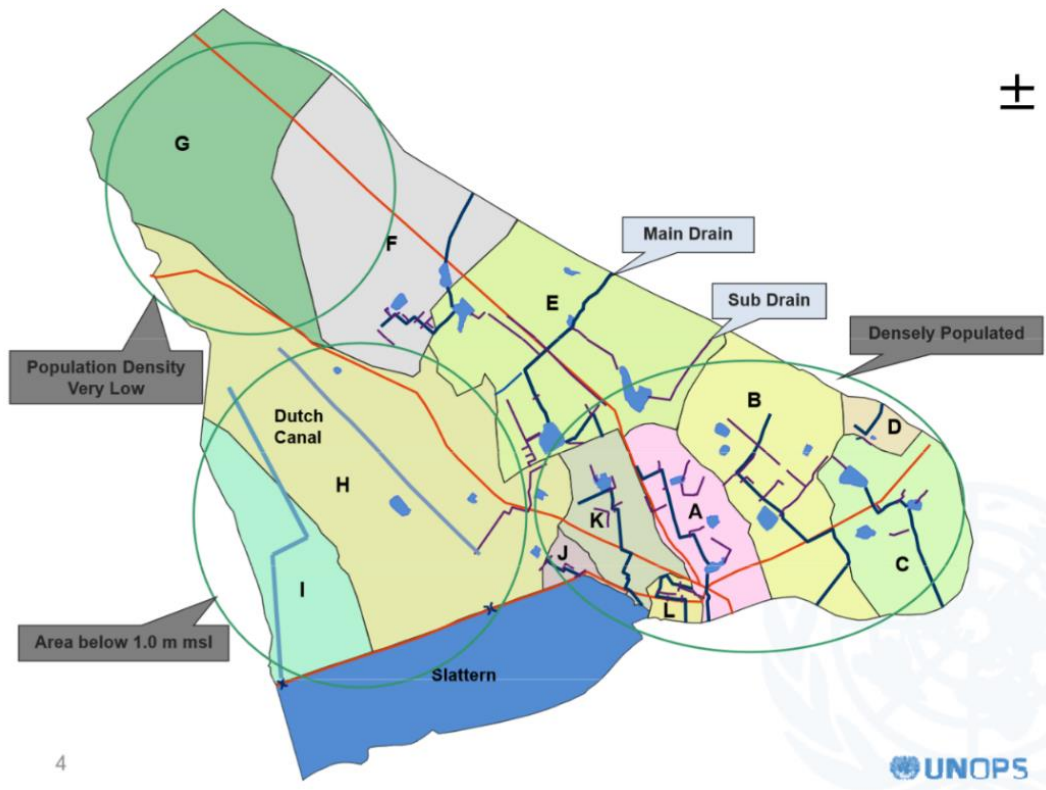 ±
G
F
Main Drain
E
Sub Drain
Densely Populated
Population Density
Very Low
B
D
Dutch
Canal
H
K
A
J
C
I
L
Area below 1.0 m msl
Slattern
4
UNOPS